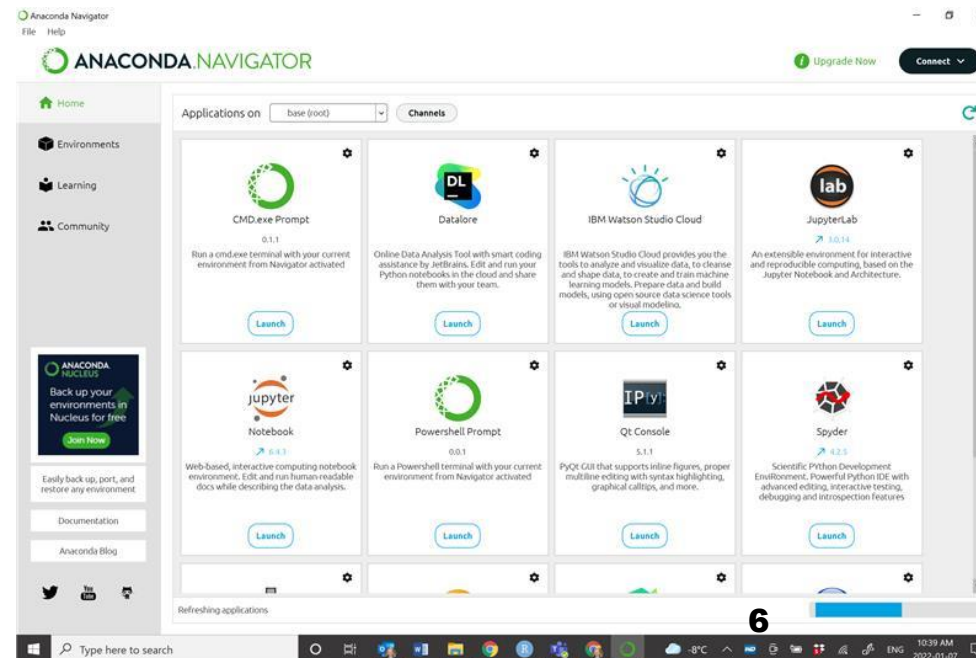 Anaconda Navigator
File Help
ANACONDA.NAVIGATOR
Upgrade Now
Connect
Home
Environments
Learning
Community
Applications on base (root) Channels
CMD.exe Prompt
0.1.1
Run a cmd.exe terminal with your current
environment from Navigator activated
Launch
DL
Datalore
Online Data Analysis Tool with smart coding
assistance by JetBrains. Edit and run your
Python notebooks in the cloud and share
them with your team.
Launch
IBM Watson Studio Cloud
IBM Watson Studio Cloud provides you the
tools to analyze and visualize data, to cleanse
and shape data, to create and train machine
learning models. Prepare data and build
models, using open source data science tools
or visual modeling.
Launch
lab
JupyterLab
3.0.14
An extensible environment for interactive
and reproducible computing, based on the
Jupyter Notebook and Architecture.
Launch
jupyter
Notebook
6.4.3
Web-based, interactive computing notebook
environment. Edit and run human-readable
docs while describing the data analysis.
Launch
Powershell Prompt
0.0.1
Run a Powershell terminal with your current
environment from Navigator activated
Launch
IP[y]:
Qt Console
5.1.1
PyQt GUI that supports inline figures, proper
multiline editing with syntax highlighting,
graphical calltips, and more.
Launch
Spyder
4.2.5
Scientific PYthon Development
EnviRonment. Powerful Python IDE with
advanced editing, interactive testing,
debugging and introspection features
Launch
ANACONDA.
NUCLEUS
Back up your
environments in
Nucleus for free
Join Now
Easily back up, port, and
restore any environment
Documentation
Anaconda Blog
You
Tube
Refreshing applications
6
Type here to search
-8°C
ENG
10:39 AM
2022-01-07